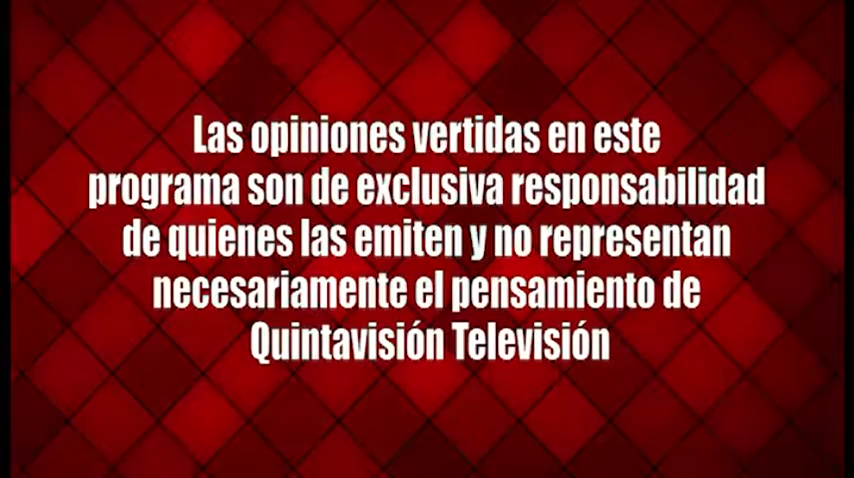 Las opiniones vertidas en este
programa son de exclusiva responsabilidad
de quienes las emiten y no representan
necesariamente el pensamiento de
Quintavisión Televisión